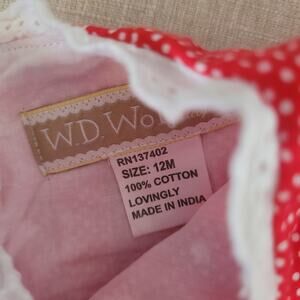 W.D.Wo
RN137402
SIZE: 12M
100% COTTON
LOVINGLY
MADE IN INDIA